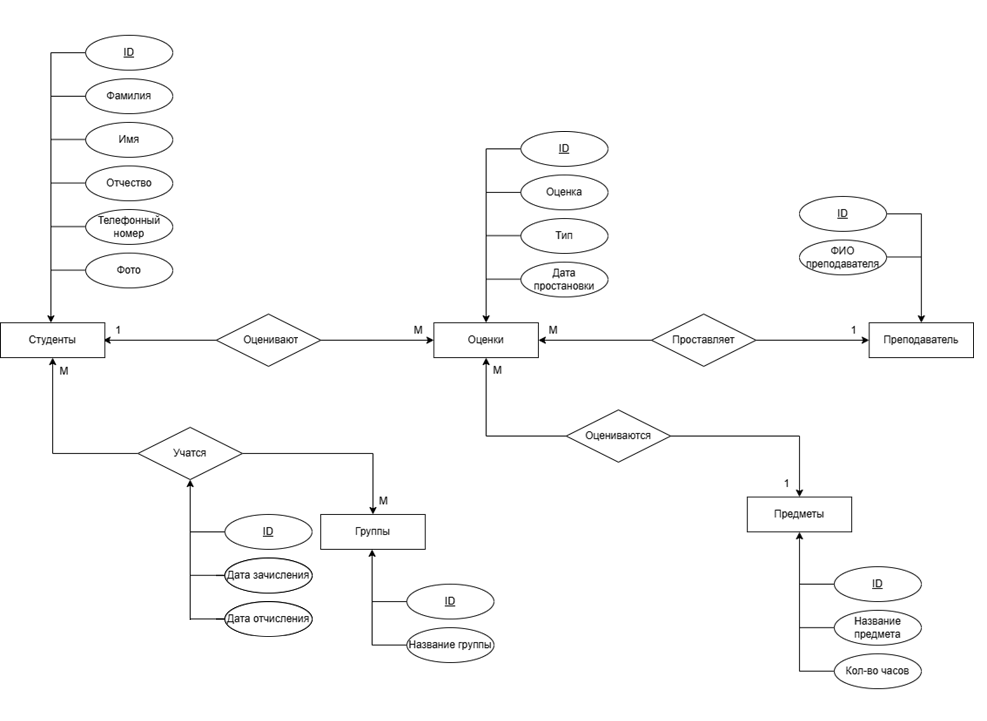 ID
Фамилия
Имя
Отчество
Телефонный
номер
Фото
ID
Оценка
Тип
Дата
простановки
ID
ФИО
преподавателя
Студенты
1
Оценивают
М
Оценки
М
Проставляет
1
Преподаватель
М
М
Учатся
Оцениваются
1
М
Предметы
Группы
ID
Дата зачисления
Дата отчисления
ID
Название группы
ID
Название
предмета
Кол-во часов